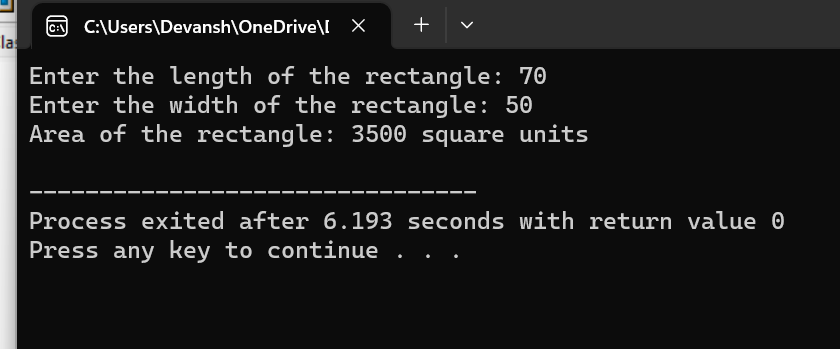 C:\Users\Devansh\OneDrive\D
Enter the length of the rectangle: 70
Enter the width of the rectangle: 50
Area of the rectangle: 3500 square units
--------------------------------
Process exited after 6.193 seconds with return value 0
Press any key to continue . . .